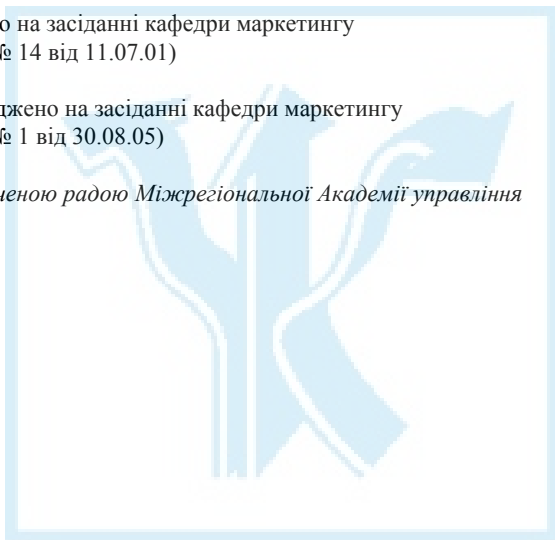 о на засіданні кафедри маркетингу
№ 14 від 11.07.01)
джено на засіданні кафедри маркетингу
№ 1 від 30.08.05)
ченою радою Міжрегіональної Академії управління